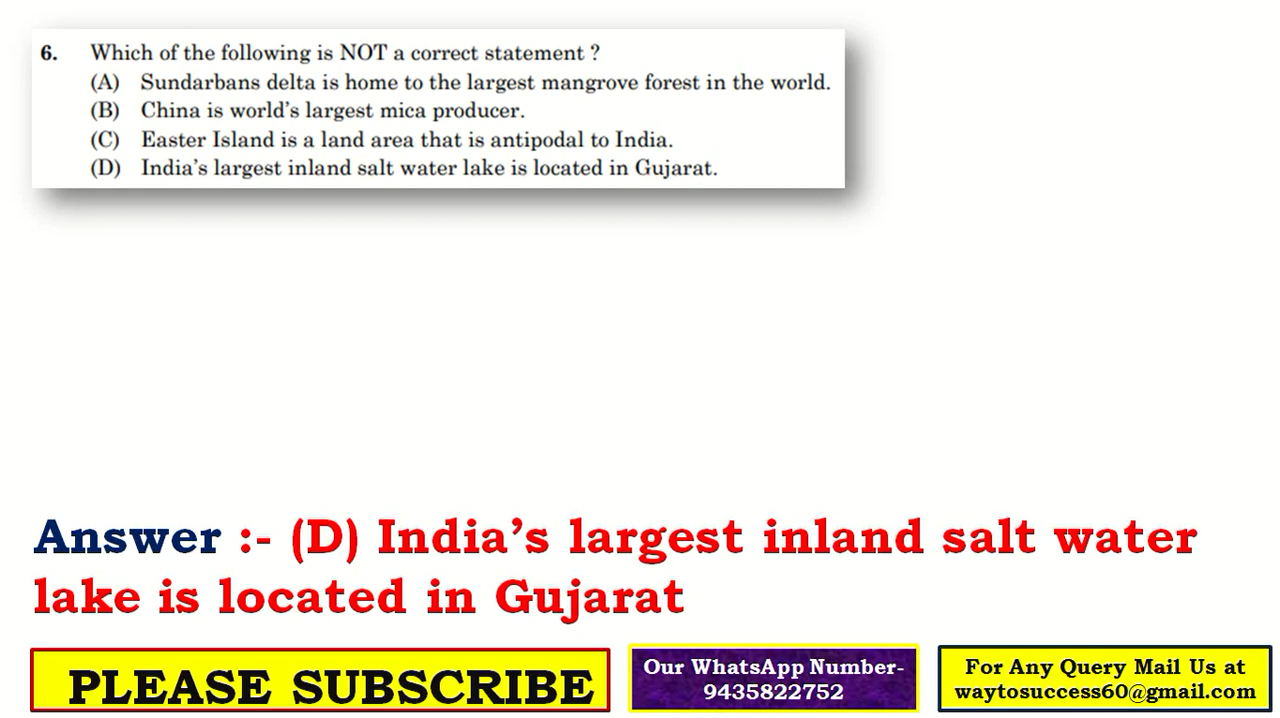 6. Which of the following is NOT a correct statement ?
(A) Sundarbans delta is home to the largest mangrove forest in the world.
(B) China is world's largest mica producer.
(C) Easter Island is a land area that is antipodal to India.
(D) India's largest inland salt water lake is located in Gujarat.
Answer :- (D) India's largest inland salt water
lake is located in Gujarat
PLEASE SUBSCRIBE
Our WhatsApp Number-
9435822752
For Any Query Mail Us at
waytosuccess60@gmail.com